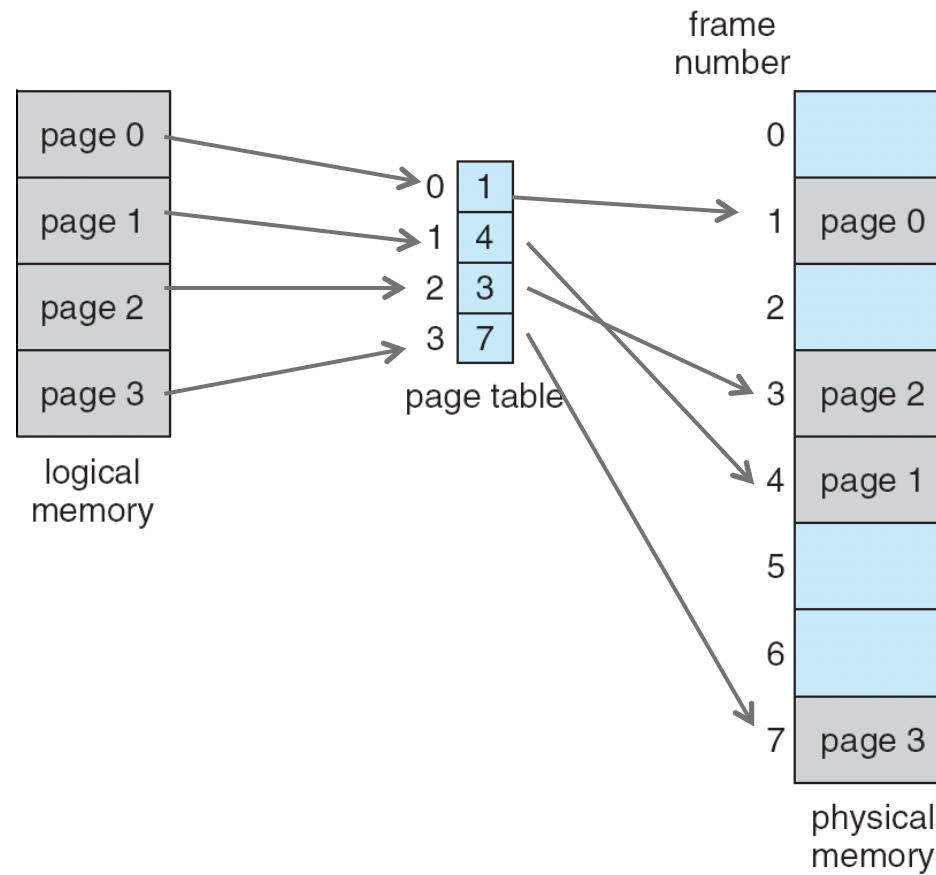 frame
number
page 0
page 1
page 2
page 3
logical
memory
0 1
1 4
2 3
3 7
page table
0
1 page 0
2
3 page 2
4 page 1
5
6
7 page 3
physical
memory